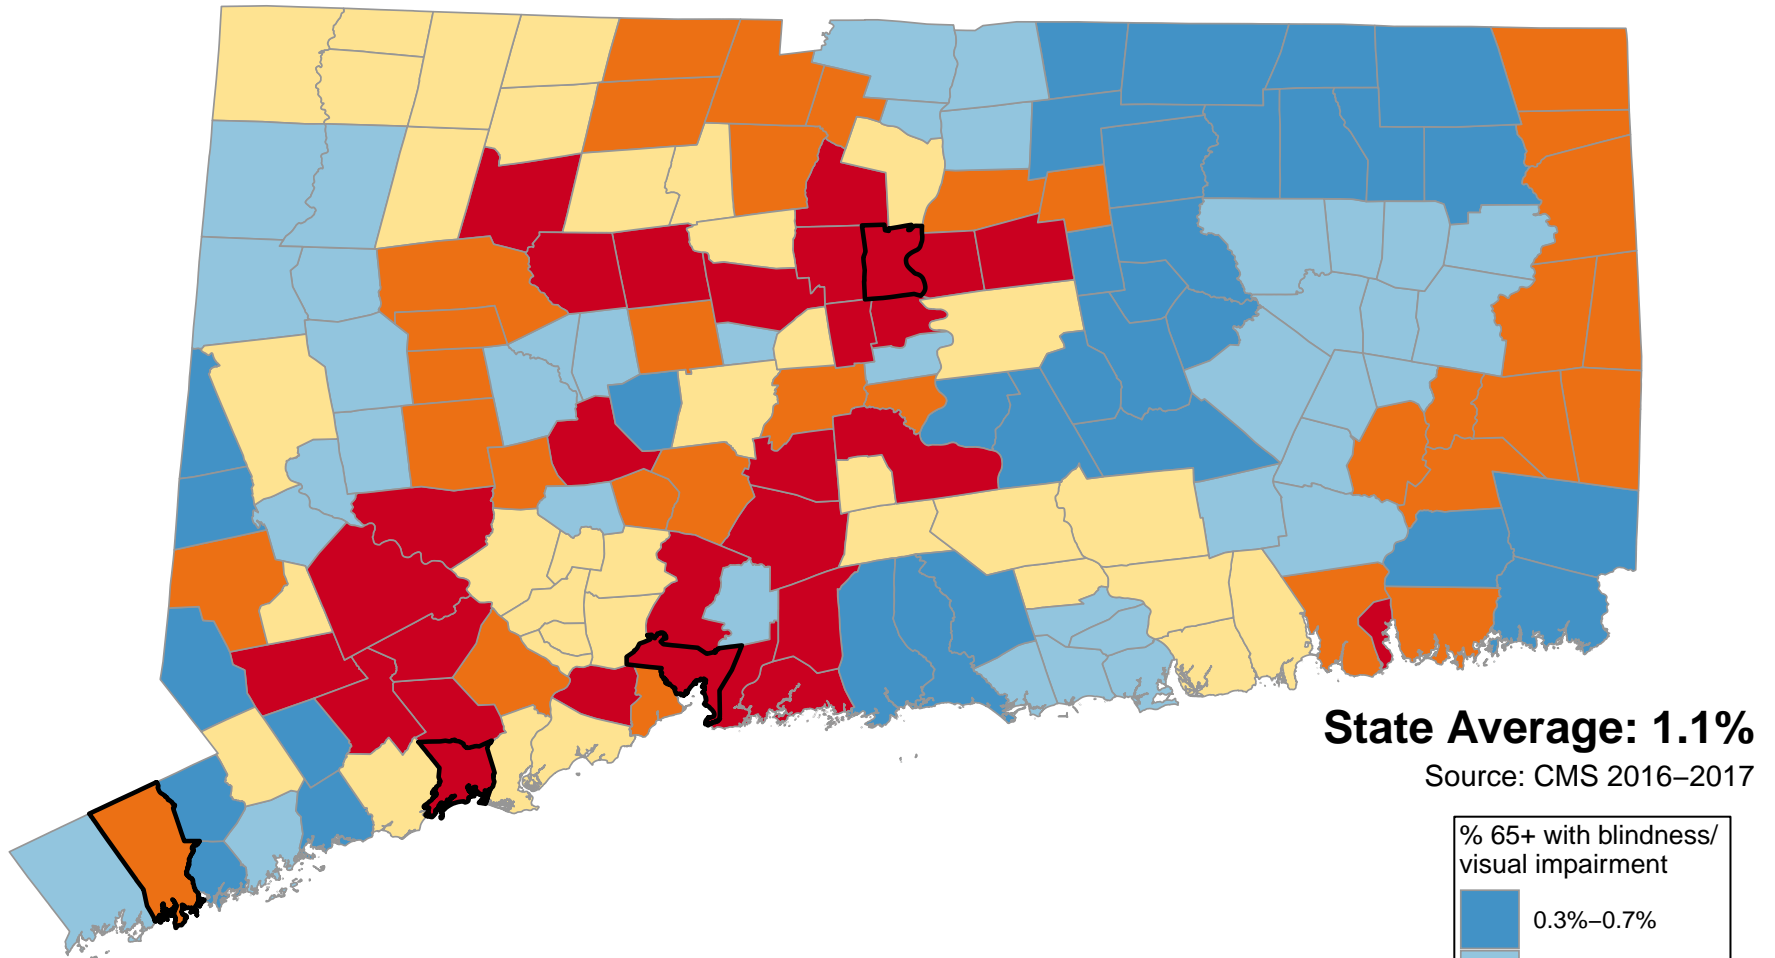 State Average: 1.1%
Source: CMS 2016–2017
% 65+ with blindness/
visual impairment
0.3%–0.7%